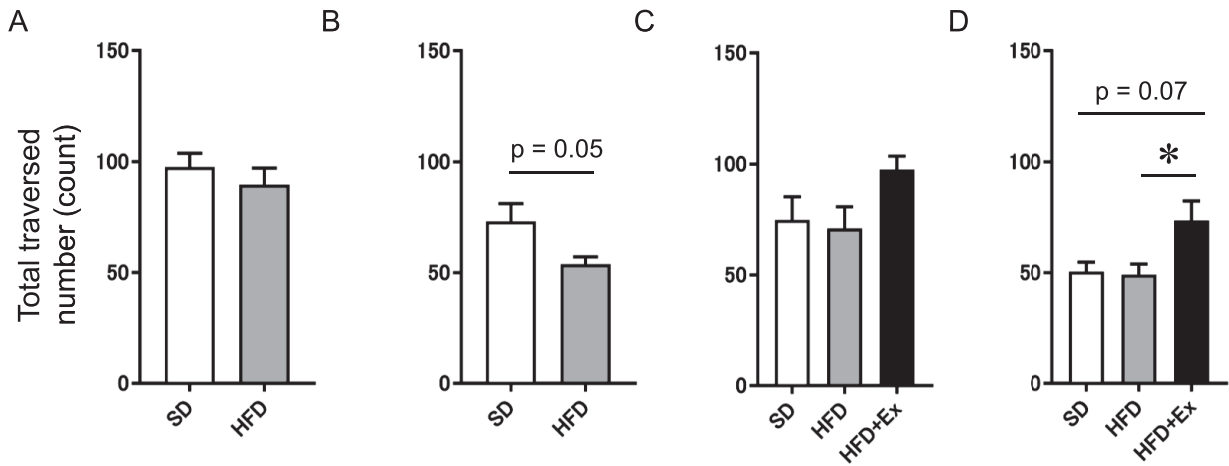 A
B
C
D
Total traversed
number (count)
150
100
50
0
SD
HFD
150
100
50
0
p = 0.05
SD
HFD
150
100
50
0
SD
HFD
HFD+Ex
150
100
50
0
p = 0.07
*
SD
HFD
HFD+Ex